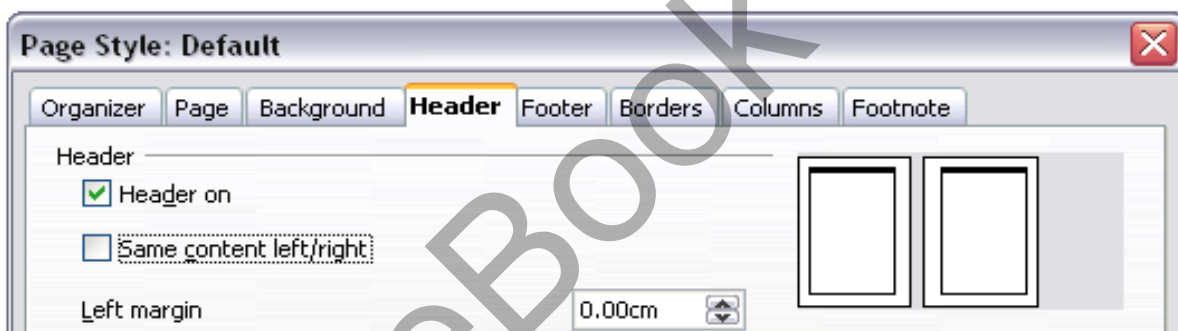 Page Style: Default
Organizer Page Background Header Footer Borders Columns Footnote
Header
Header on
Same content left/right
Left margin 0.00cm